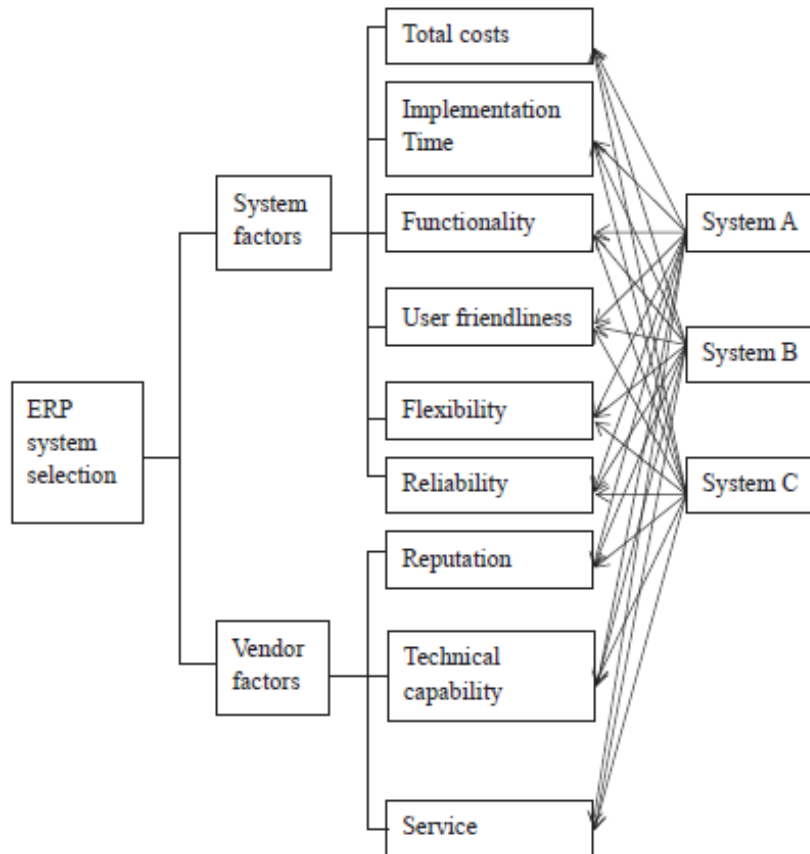 Total costs
Implementation
Time
System
factors
Functionality
System A
User friendliness
System B
ERP
system
selection
Flexibility
Reliability
System C
Reputation
Vendor
factors
Technical
capability
Service